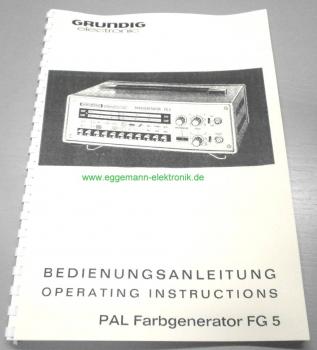 GRUNDIG
electronic
www.eggemann-elektronik.de
BEDIENUNGSANLEITUNG
OPERATING INSTRUCTIONS
PAL Farbgenerator FG 5